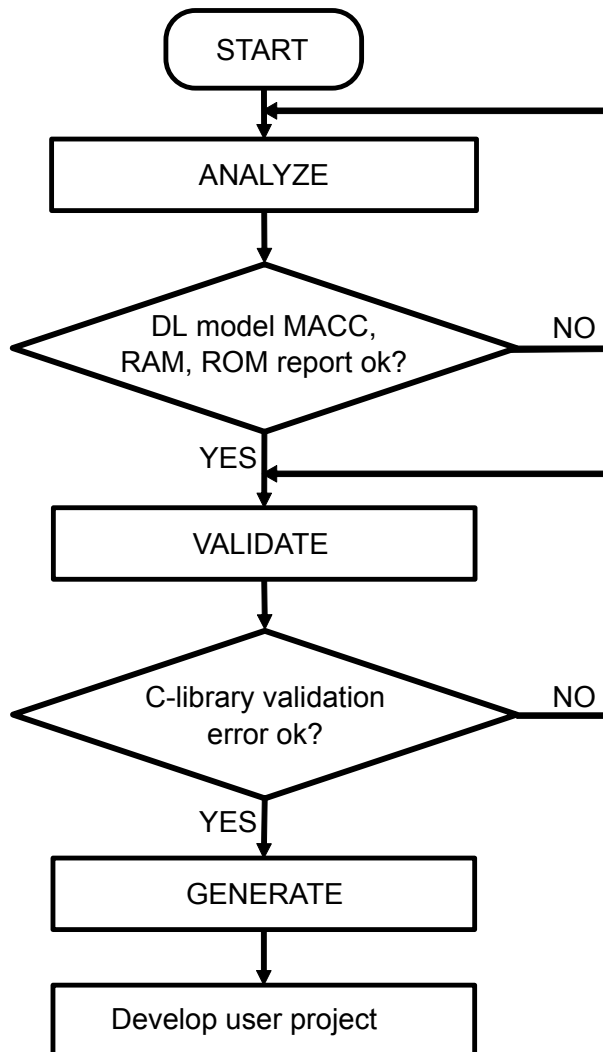 START
ANALYZE
DL model MACC,
RAM, ROM report ok?
NO
YES
VALIDATE
C-library validation
error ok?
NO
YES
GENERATE
Develop user project